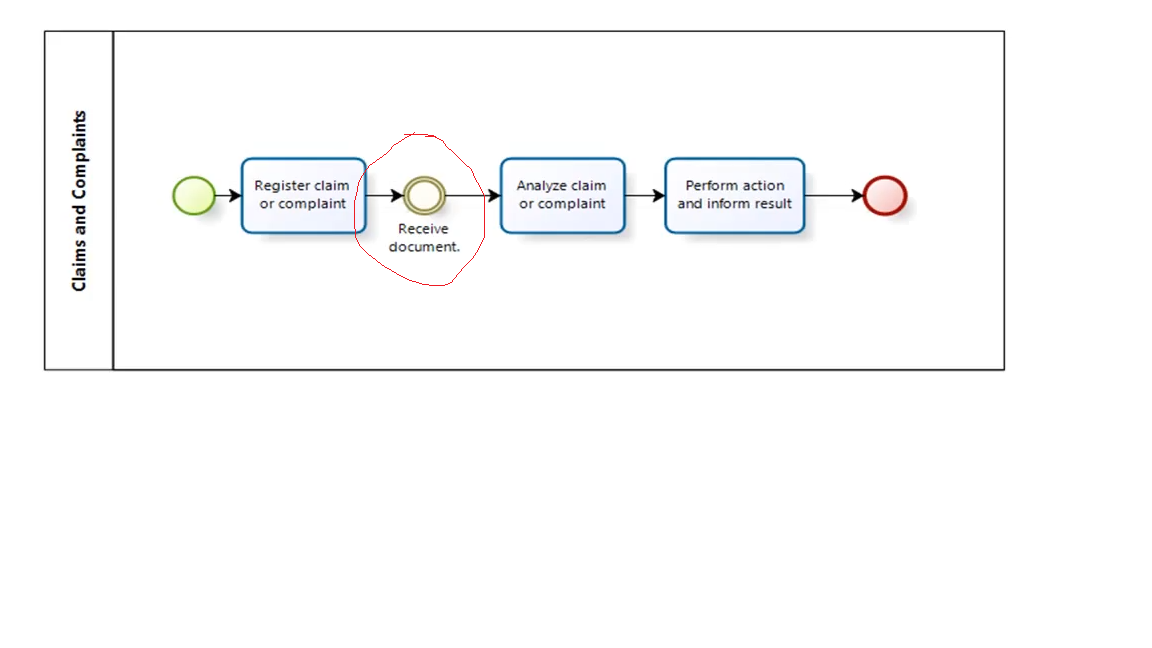 Claims and Complaints
Register claim
or complaint
Receive
document.
Analyze claim
or complaint
Perform action
and inform result